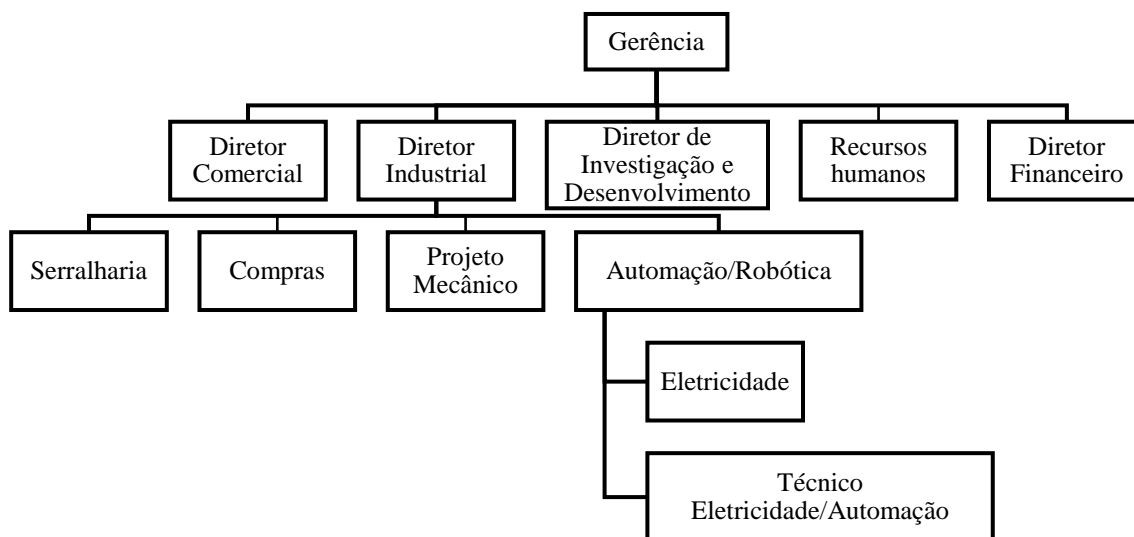 Gerência
Diretor
Comercial
Diretor
Industrial
Diretor de
Investigação e
Desenvolvimento
Recursos
humanos
Diretor
Financeiro
Serralharia
Compras
Projeto
Mecânico
Automação/Robótica
Eletricidade
Técnico
Eletricidade/Automação